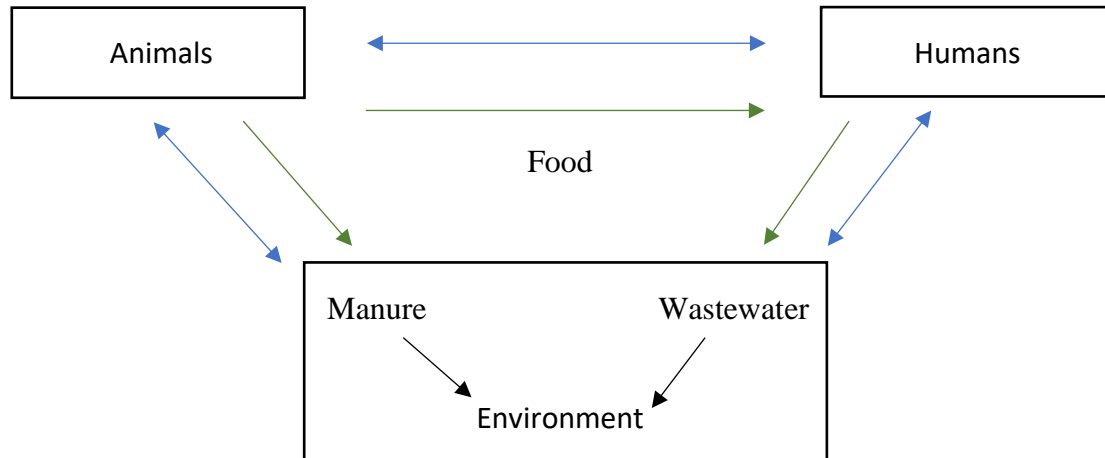 Animals
Humans
Food
Manure
Wastewater
Environment